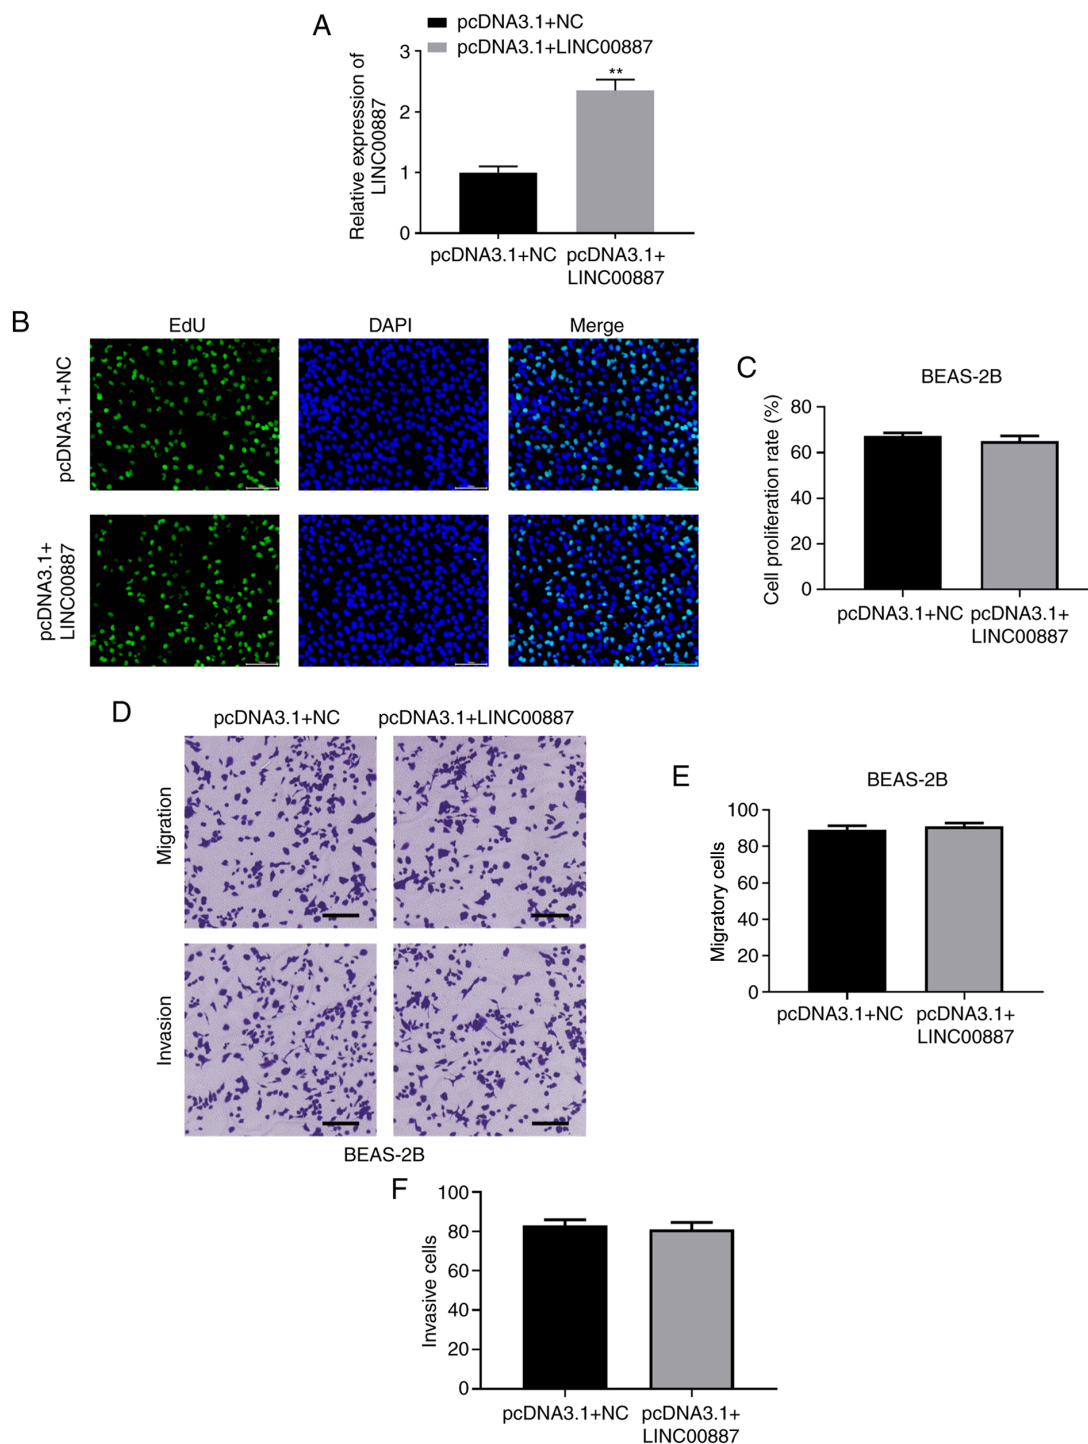 A
pcDNA3.1+NC
pcDNA3.1+LINC00887
Relative expression of
LINC00887
3
**
2
1
0
pcDNA3.1+NC
pcDNA3.1+
LINC00887
B
EdU
DAPI
Merge
pcDNA3.1+NC
pcDNA3.1+
LINC00887
C
BEAS-2B
Cell proliferation rate (%)
80
60
40
20
0
pcDNA3.1+NC
pcDNA3.1+
LINC00887
D
pcDNA3.1+NC
pcDNA3.1+LINC00887
Migration
Invasion
BEAS-2B
E
BEAS-2B
Migratory cells
100
80
60
40
20
0
pcDNA3.1+NC
pcDNA3.1+
LINC00887
F
Invasive cells
100
80
60
40
20
0
pcDNA3.1+NC
pcDNA3.1+
LINC00887